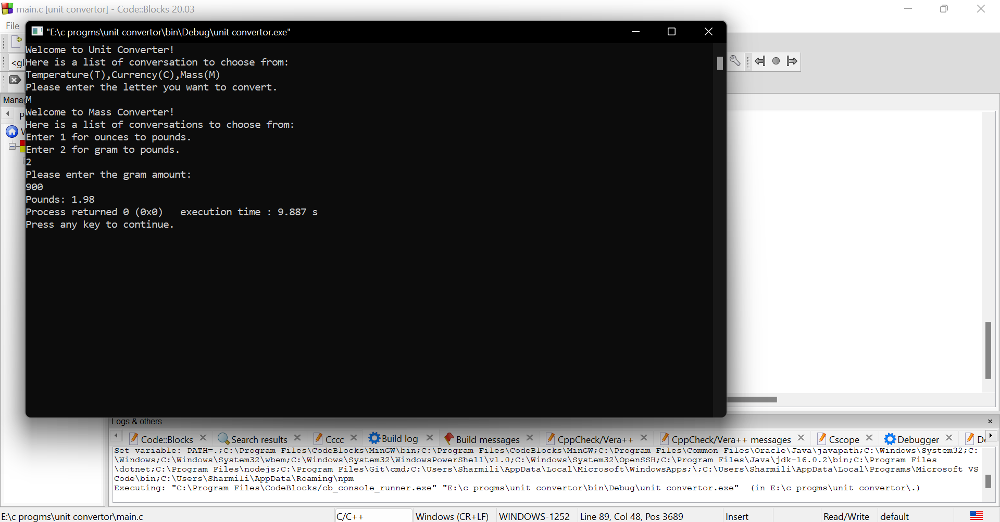 main.c [unit convertor] - Code::Blocks 20.03
File
"E:\c progms\unit convertor\bin\Debug\unit convertor.exe"
Welcome to Unit Converter!
Here is a list of conversation to choose from:
Temperature(T),Currency(C),Mass(M)
Please enter the letter you want to convert.
M
Welcome to Mass Converter!
Here is a list of conversations to choose from:
Enter 1 for ounces to pounds.
Enter 2 for gram to pounds.
2
Please enter the gram amount:
900
Pounds: 1.98
Process returned 0 (0x0)   execution time : 9.887 s
Press any key to continue.
<gl
Manag
P
Logs & others
Code::Blocks Search results Cccc Build log Build messages CppCheck/Vera++ CppCheck/Vera++ messages Cscope Debugger D
Set variable: PATH=.;C:\Program Files\CodeBlocks\MinGW\bin;C:\Program Files\CodeBlocks\MinGW;C:\Program Files\Common Files\Oracle\Java\javapath;C:\Windows\System32;C:
\Windows;C:\Windows\System32\wbem;C:\Windows\System32\WindowsPowerShell\v1.0;C:\Windows\System32\OpenSSH;C:\Program Files\Java\jdk-16.0.2\bin;C:\Program Files
\dotnet;C:\Program Files\nodejs;C:\Program Files\Git\cmd;C:\Users\Sharmili\AppData\Local\Microsoft\WindowsApps;\;C:\Users\Sharmili\AppData\Local\Programs\Microsoft VS
Code\bin;C:\Users\Sharmili\AppData\Roaming\npm
Executing: "C:\Program Files\CodeBlocks/cb_console_runner.exe" "E:\c progms\unit convertor\bin\Debug\unit convertor.exe"  (in E:\c progms\unit convertor\.)
E:\c progms\unit convertor\main.c C/C++ Windows (CR+LF) WINDOWS-1252 Line 89, Col 48, Pos 3689 Insert Read/Write default